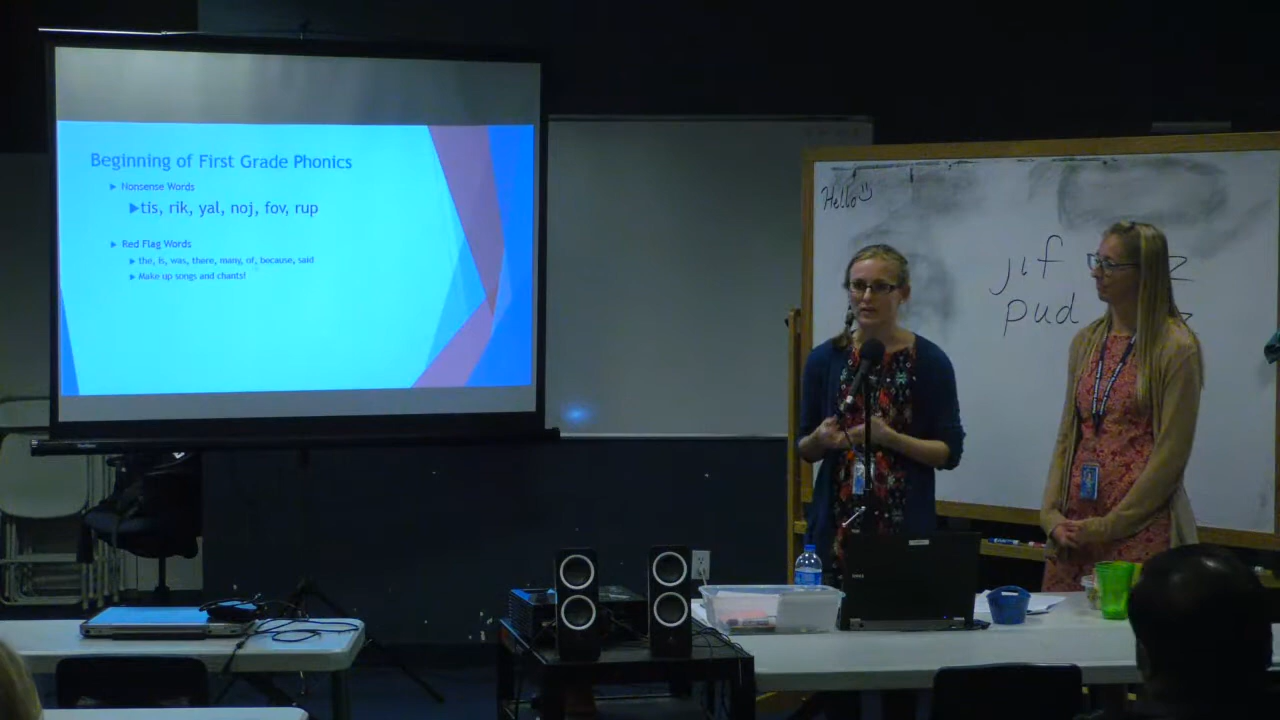 Beginning of First Grade Phonics
Nonsense Words
tis, rik, yal, noj, fov, rup
Red Flag Words
the, is, was, there, many, of, because, said
Make up songs and chants!
Hello
jif
pud